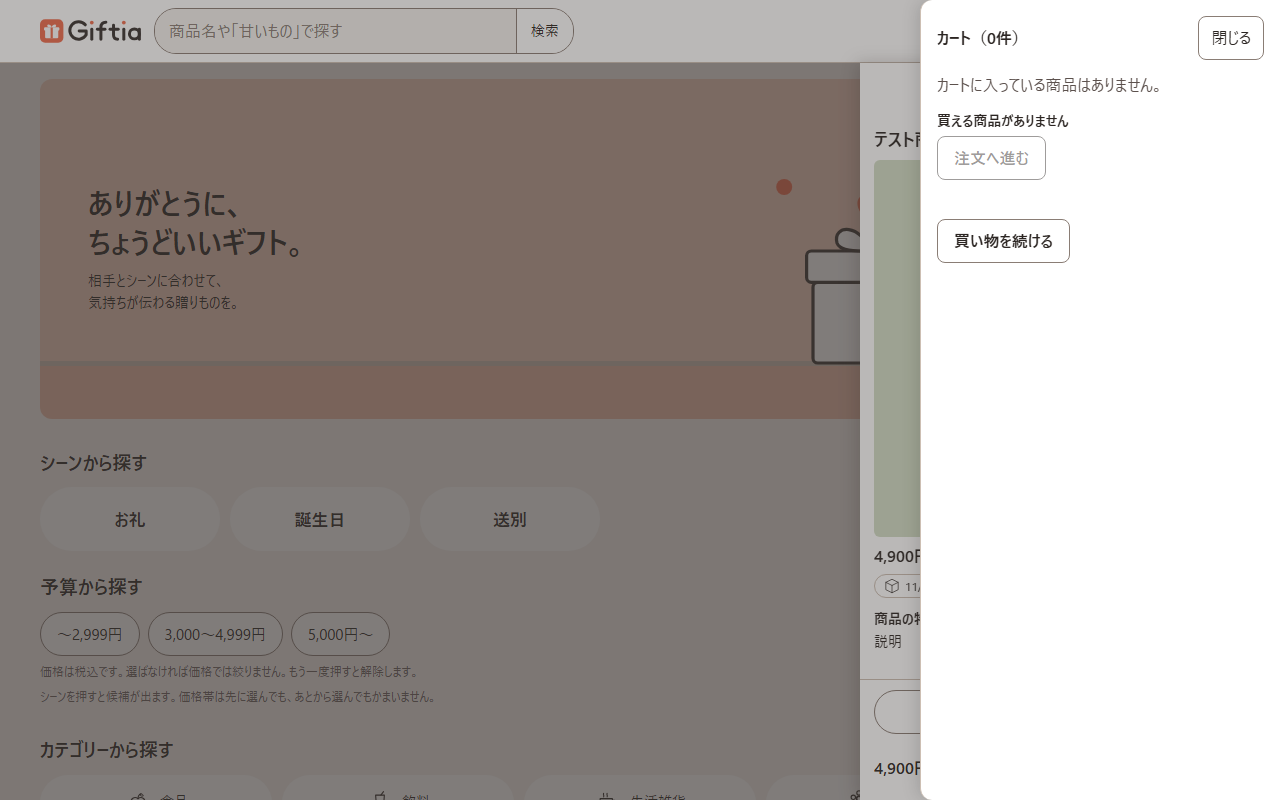 Giftia
商品名や「甘いもの」で探す
検索
カート（0件）
閉じる
カートに入っている商品はありません。
買える商品がありません
注文へ進む
買い物を続ける
ありがとうに、
ちょうどいいギフト。
相手とシーンに合わせて、
気持ちが伝わる贈りものを。
シーンから探す
お礼
誕生日
送別
予算から探す
～2,999円
3,000～4,999円
5,000円～
価格は税込です。選ばなければ価格では絞りません。もう一度押すと解除します。
シーンを押すと候補が出ます。価格帯は先に選んでも、あとから選んでもかまいません。
カテゴリーから探す
食品
飲料
生活雑貨
テスト
4,900
11/
商品の
説明
4,900